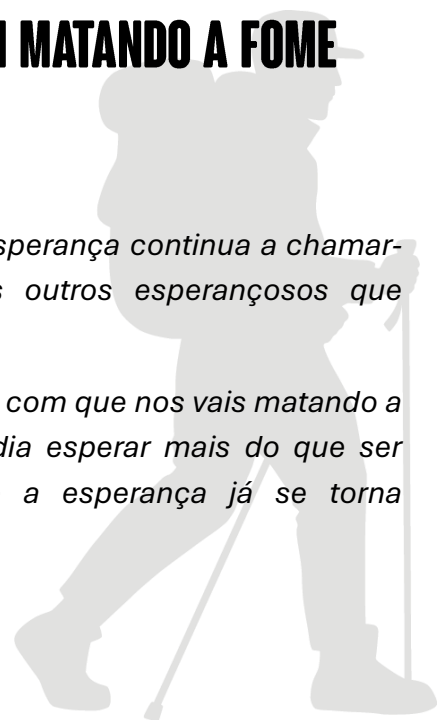 MATANDO A FOME
sperança continua a chamar-
outros esperançosos que
com que nos vais matando a
dia esperar mais do que ser
a esperança já se torna